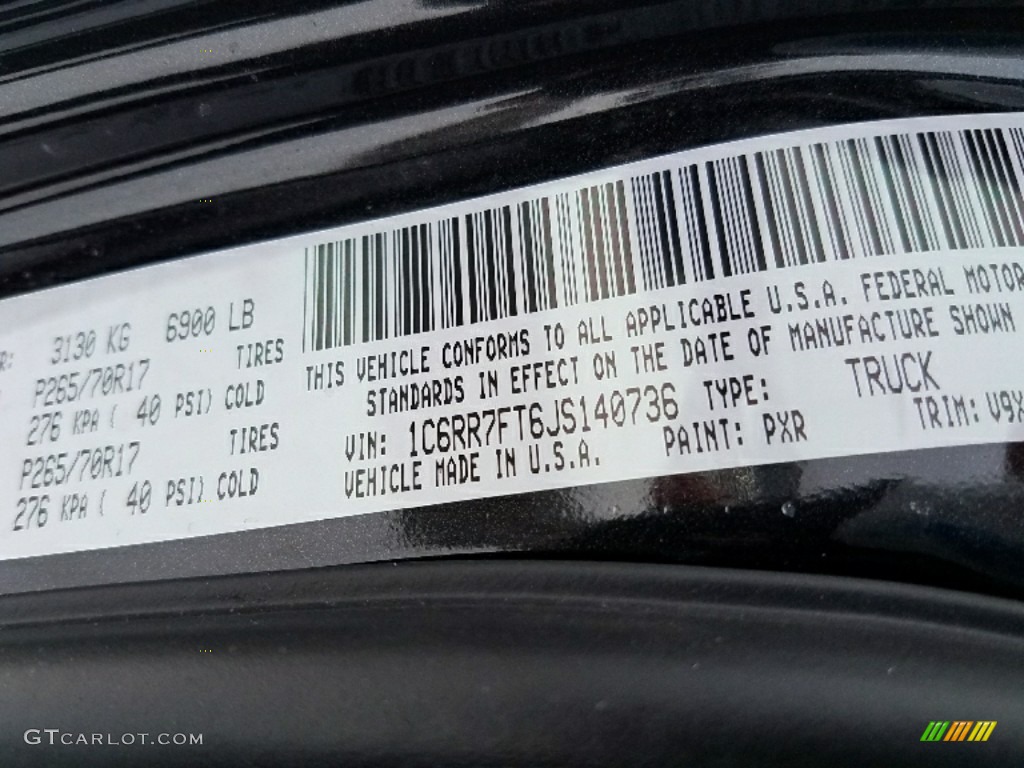 R: 3130 KG 6900 LB
P265/70R17 TIRES
276 KPA ( 40 PSI) COLD
P265/70R17 TIRES
276 KPA ( 40 PSI) COLD
THIS VEHICLE CONFORMS TO ALL APPLICABLE U.S.A. FEDERAL MOTOR
STANDARDS IN EFFECT ON THE DATE OF MANUFACTURE SHOWN
VIN: 1C6RR7FT6JS140736 TYPE: TRUCK
VEHICLE MADE IN U.S.A. PAINT: PXR TRIM: V9X
GTCARLOT.COM